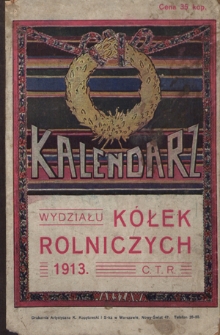 Cena 35 kop.
KALENDARZ
WYDZIAŁU KÓŁEK
ROLNICZYCH
1913. C.T.R.